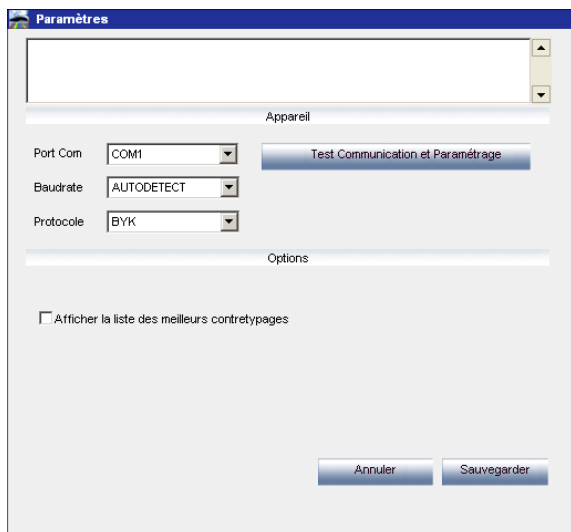 Paramètres
Appareil
Port Com COM1 Test Communication et Paramétrage
Baudrate AUTODETECT
Protocole BYK
Options
Afficher la liste des meilleurs contretypages
Annuler Sauvegarder